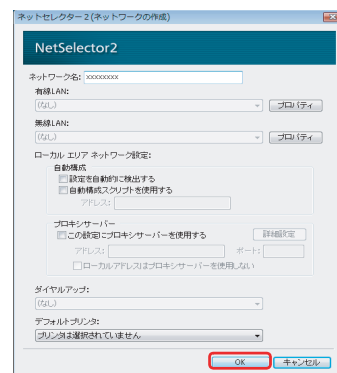 ネットセレクター2(ネットワークの作成)
NetSelector2
ネットワーク名: xxxxxxxx
有線LAN:
(なし) プロパティ
無線LAN:
(なし) プロパティ
ローカル エリア ネットワーク設定:
自動構成
設定を自動的に検出する
自動構成スクリプトを使用する
アドレス:
プロキシサーバー
この設定にプロキシサーバーを使用する 詳細設定
アドレス: ポート:
ローカルアドレスはプロキシサーバーを使用しない
ダイヤルアップ:
(なし)
デフォルトプリンタ:
プリンタは選択されていません
OK キャンセル